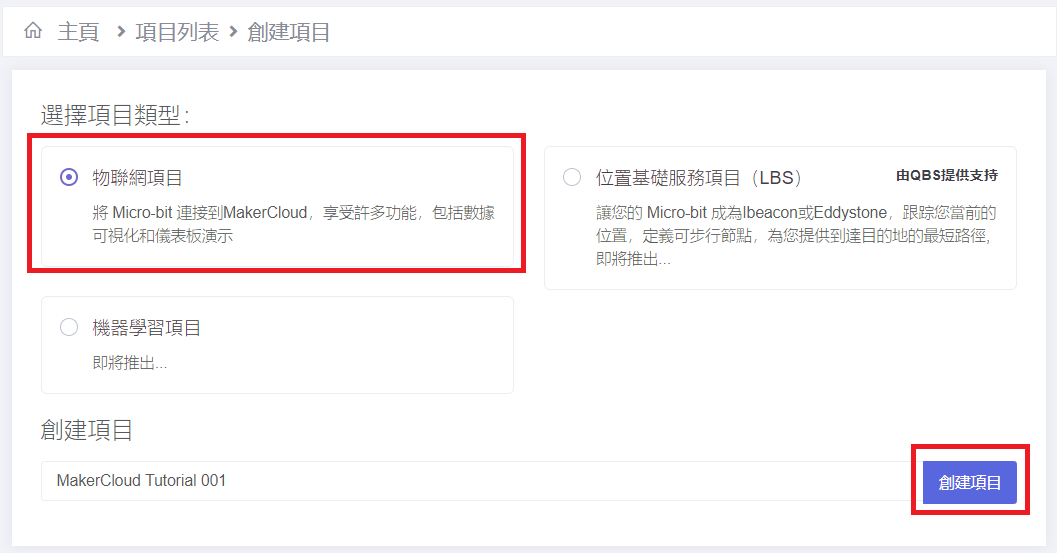 主頁 > 項目列表 > 創建項目
選擇項目類型:
物聯網項目
將 Micro-bit 連接到MakerCloud，享受許多功能，包括數據
可視化和儀表板演示
位置基礎服務項目（LBS） 由QBS提供支持
讓您的 Micro-bit 成為Ibeacon或Eddystone，跟踪您當前的
位置，定義可步行節點，為您提供到達目的地的最短路徑,
即將推出...
機器學習項目
即將推出...
創建項目
MakerCloud Tutorial 001
創建項目